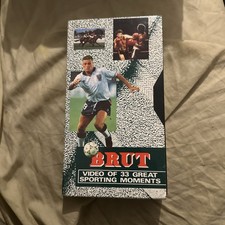 BRUT
VIDEO OF 33 GREAT
SPORTING MOMENTS